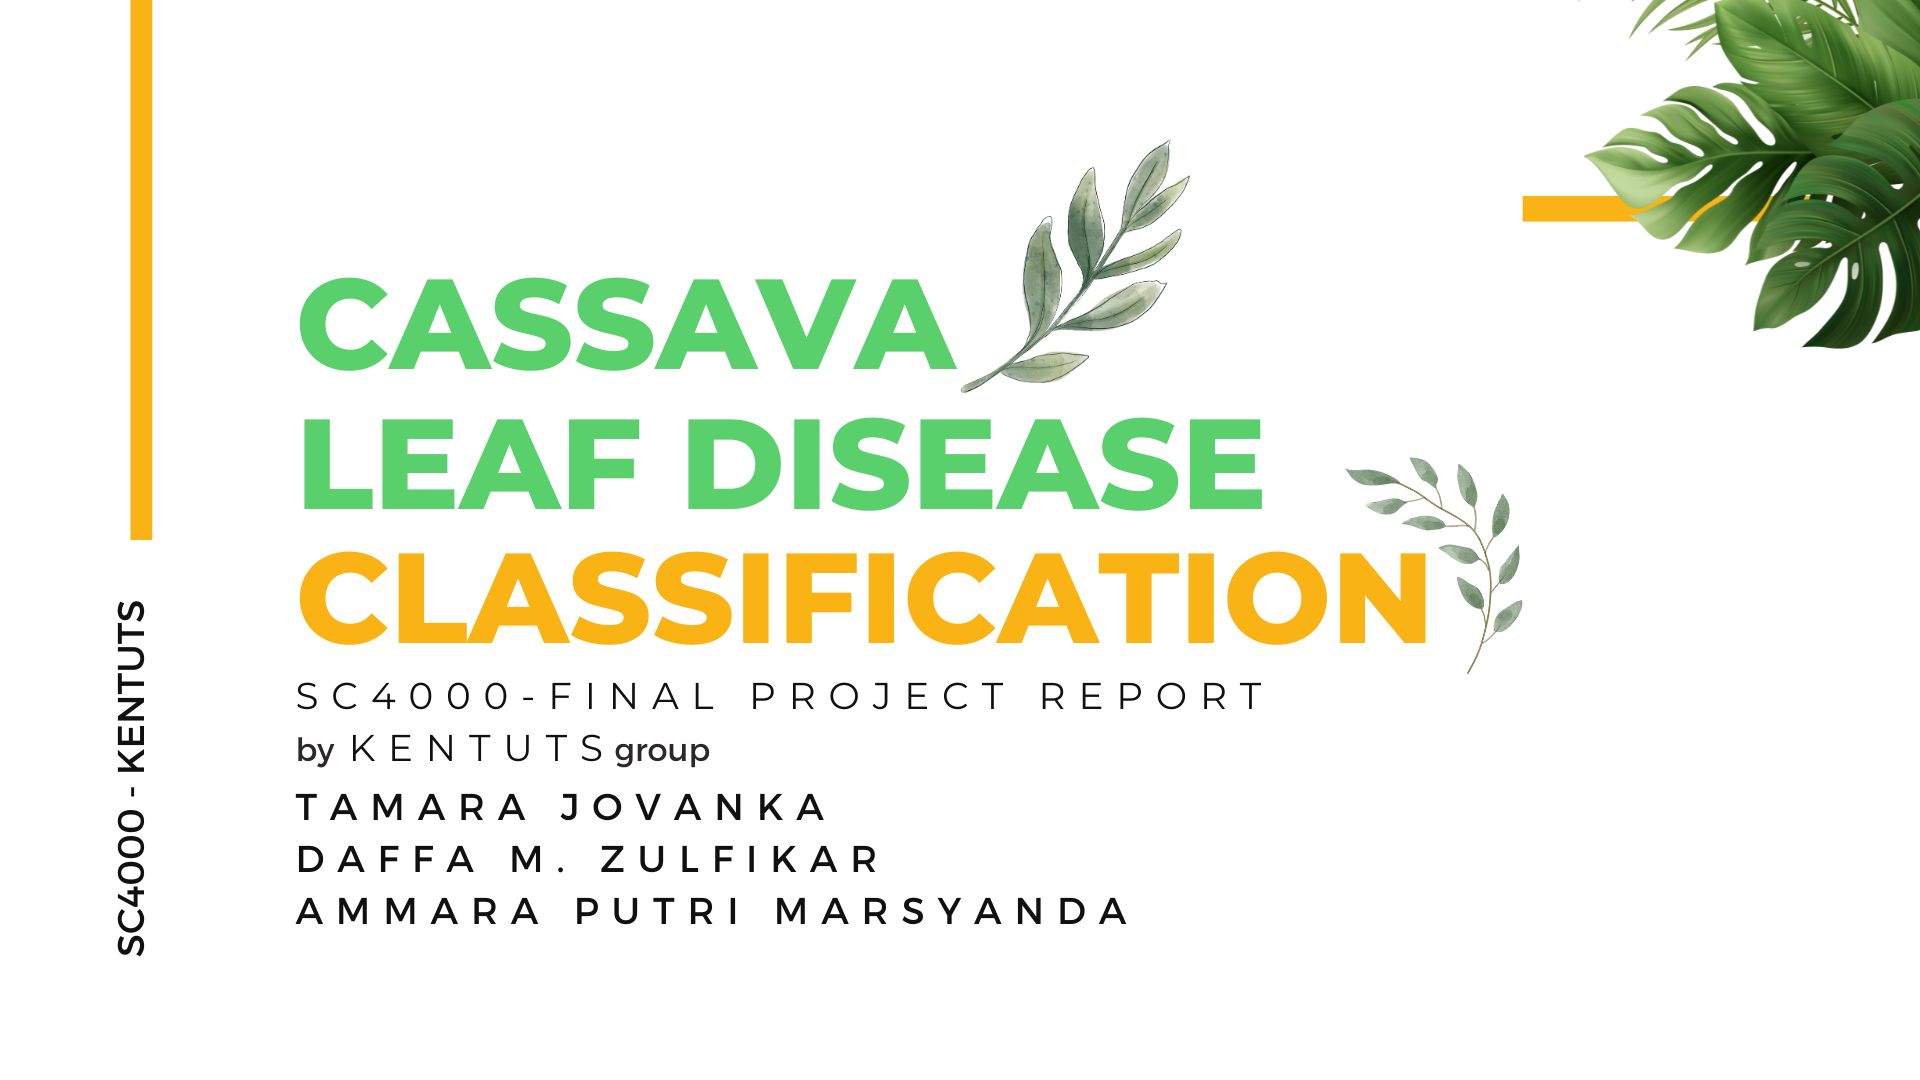 CASSAVA
LEAF DISEASE
CLASSIFICATION
SC4000-FINAL PROJECT REPORT
by KENTUTS group
TAMARA JOVANKA
DAFFA M. ZULFIKAR
AMMARA PUTRI MARSYANDA
SC4000 - KENTUTS